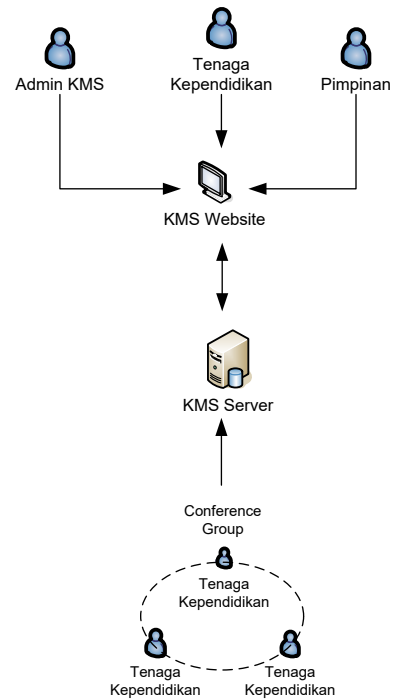 Admin KMS
Tenaga
Kependidikan
Pimpinan
KMS Website
KMS Server
Conference
Group
Tenaga
Kependidikan
Tenaga
Kependidikan
Tenaga
Kependidikan